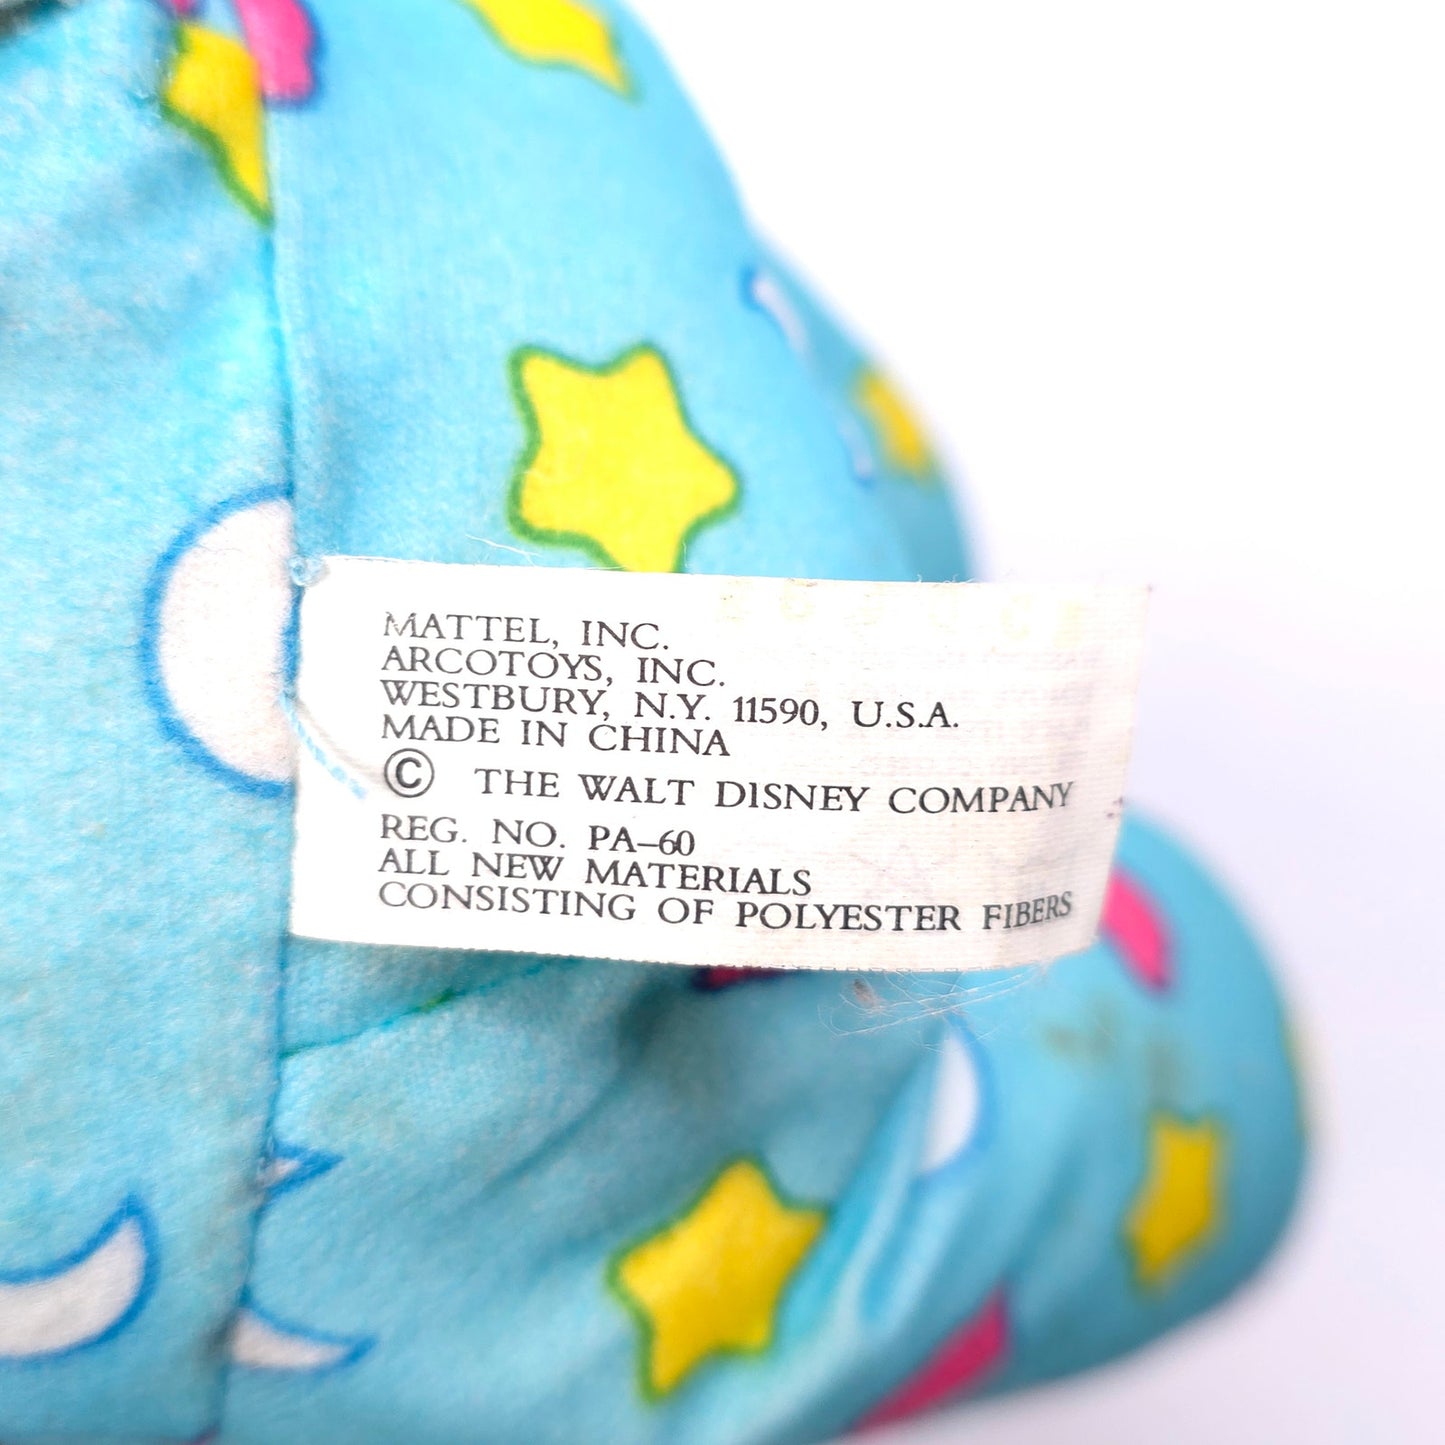 MATTEL, INC.
ARCOTOYS, INC.
WESTBURY, N.Y. 11590, U.S.A.
MADE IN CHINA
© THE WALT DISNEY COMPANY
REG. NO. PA-60
ALL NEW MATERIALS
CONSISTING OF POLYESTER FIBERS